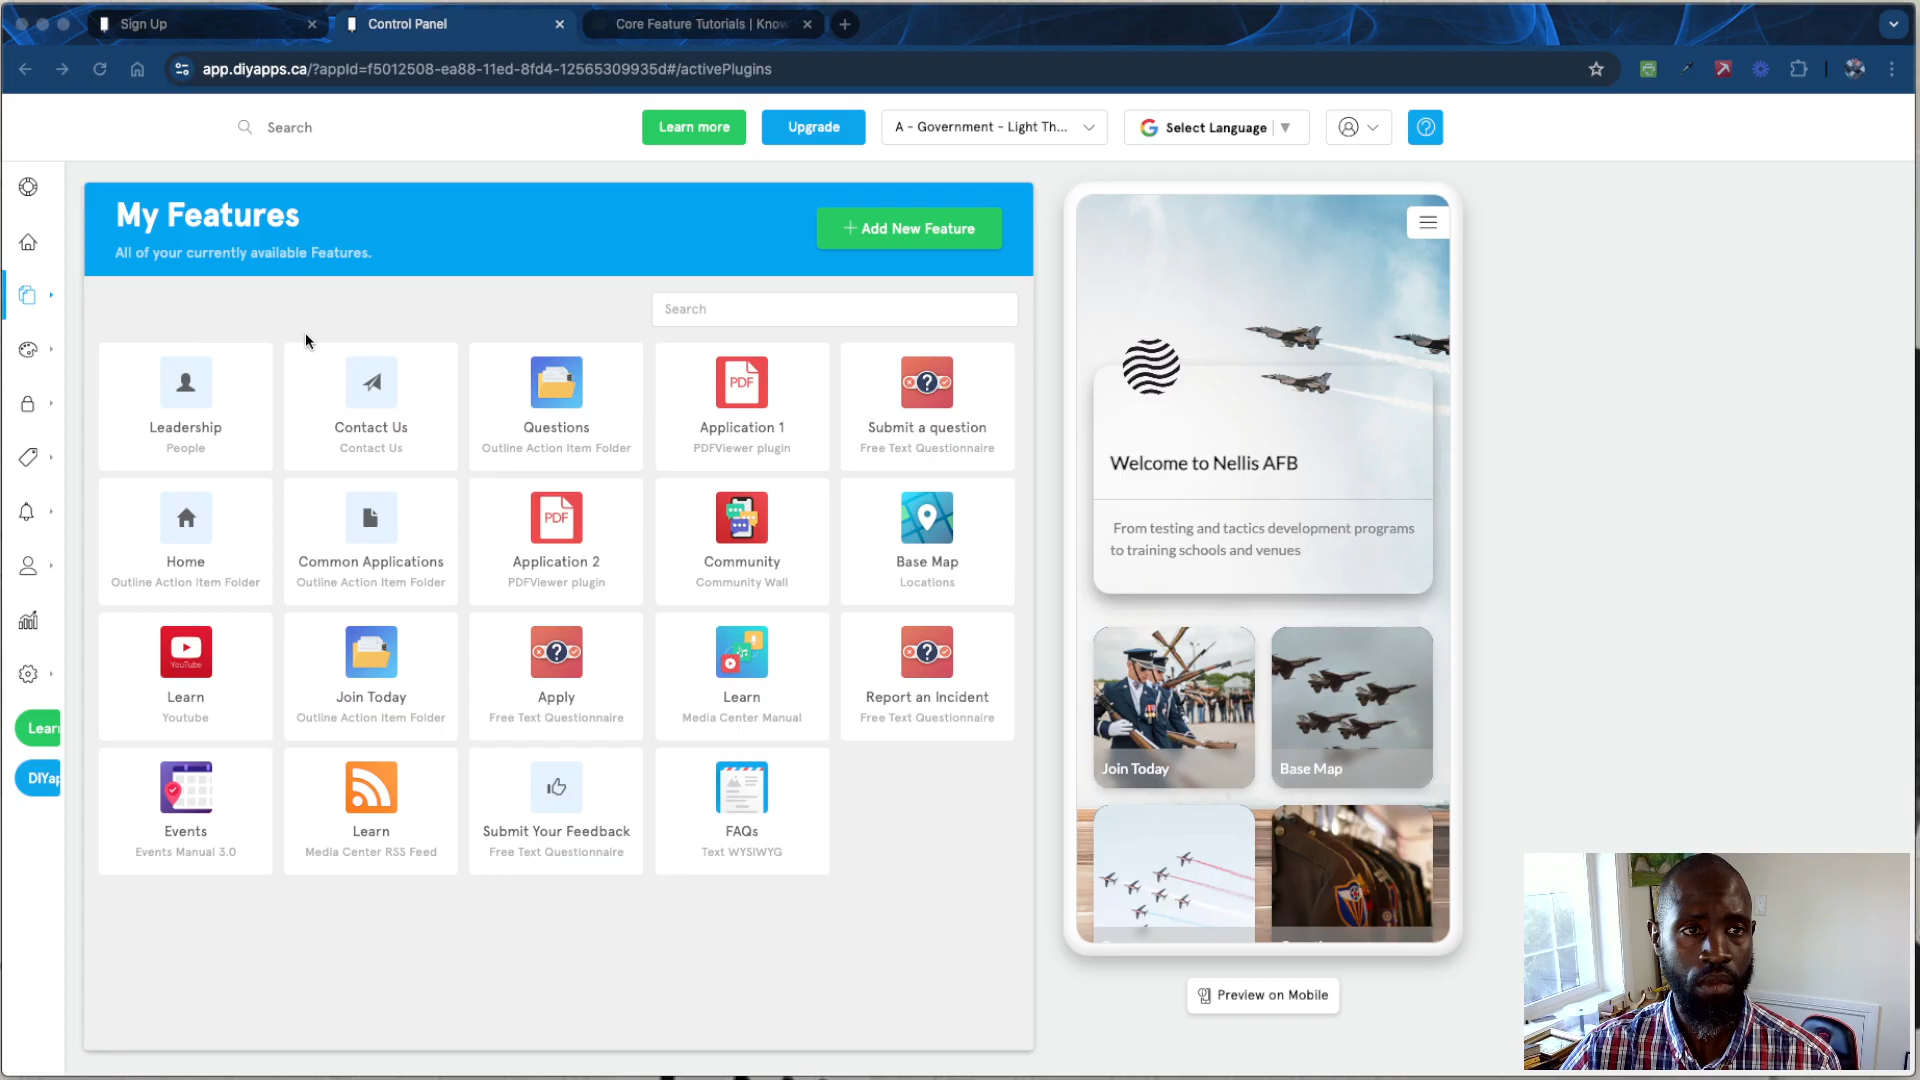 Sign Up
Control Panel
Core Feature Tutorials | Know
app.diyapps.ca/?appId=f5012508-ea88-11ed-8fd4-12565309935d#/activePlugins
Search
Learn more
Upgrade
A - Government - Light Th...
Select Language
My Features
All of your currently available Features.
Add New Feature
Search
Leadership
People
Contact Us
Contact Us
Questions
Outline Action Item Folder
PDF
Application 1
PDFViewer plugin
Submit a question
Free Text Questionnaire
Home
Outline Action Item Folder
Common Applications
Outline Action Item Folder
PDF
Application 2
PDFViewer plugin
Community
Community Wall
Base Map
Locations
YouTube
Learn
Youtube
Join Today
Outline Action Item Folder
Apply
Free Text Questionnaire
Learn
Media Center Manual
Report an Incident
Free Text Questionnaire
Events
Events Manual 3.0
Learn
Media Center RSS Feed
Submit Your Feedback
Free Text Questionnaire
FAQs
Text WYSIWYG
Lear
DIYap
Welcome to Nellis AFB
From testing and tactics development programs
to training schools and venues
Join Today
Base Map
Preview on Mobile